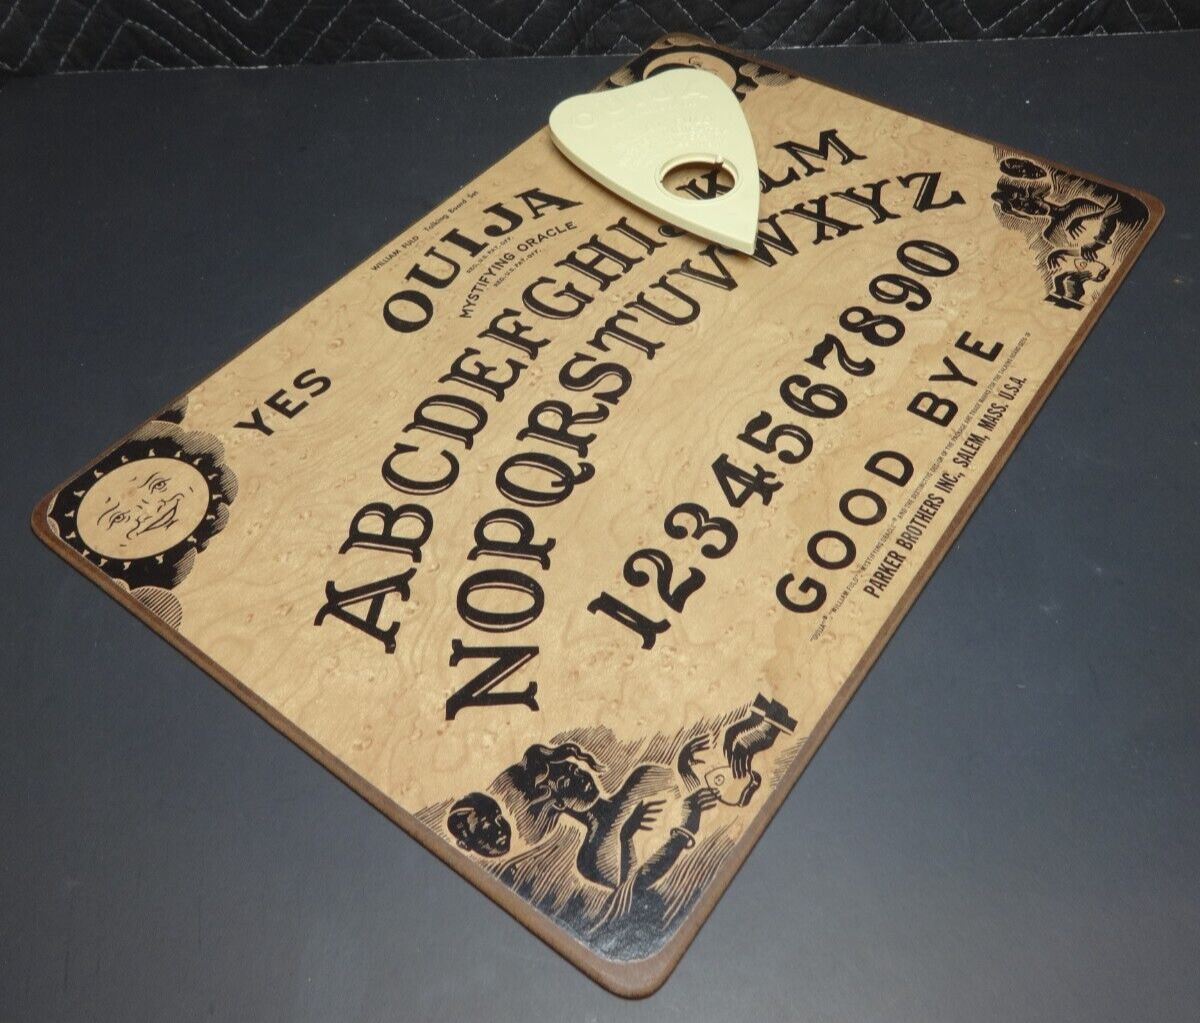 WILLIAM FULD Talking Board Set
REG.U.S.PAT.OFF.
OUIJA
MYSTIFYING ORACLE
REG.U.S.PAT.OFF.
YES
ABCDEFGHI KLM
NOPQRSTUVWXYZ
1234567890
GOOD BYE
PARKER BROTHERS INC., SALEM, MASS. U.S.A.
OUIJA